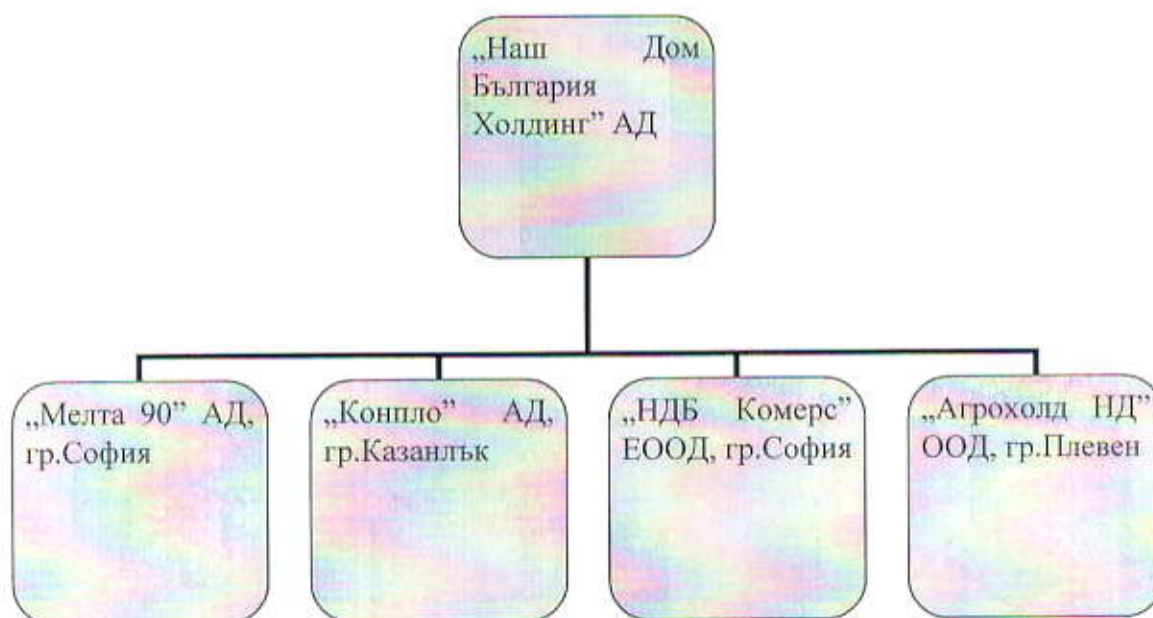 „Наш Дом
България
Холдинг” АД
„Мелта 90” АД,
гр.София
„Конпло” АД,
гр.Казанлък
„НДБ Комерс”
ЕООД, гр.София
„Агрохолд НД”
ООД, гр.Плевен